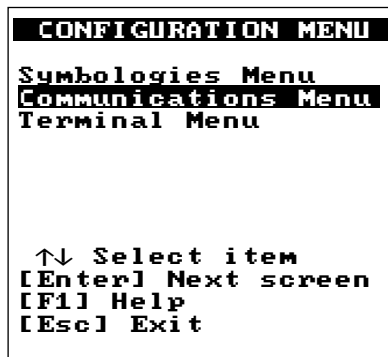 CONFIGURATION MENU
Symbologies Menu
Communications Menu
Terminal Menu
↑↓ Select item
[Enter] Next screen
[F1] Help
[Esc] Exit